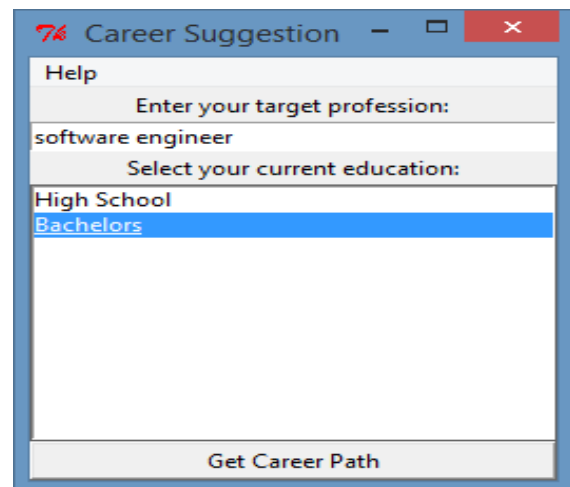 Career Suggestion
Help
Enter your target profession:
software engineer
Select your current education:
High School
Bachelors
Get Career Path